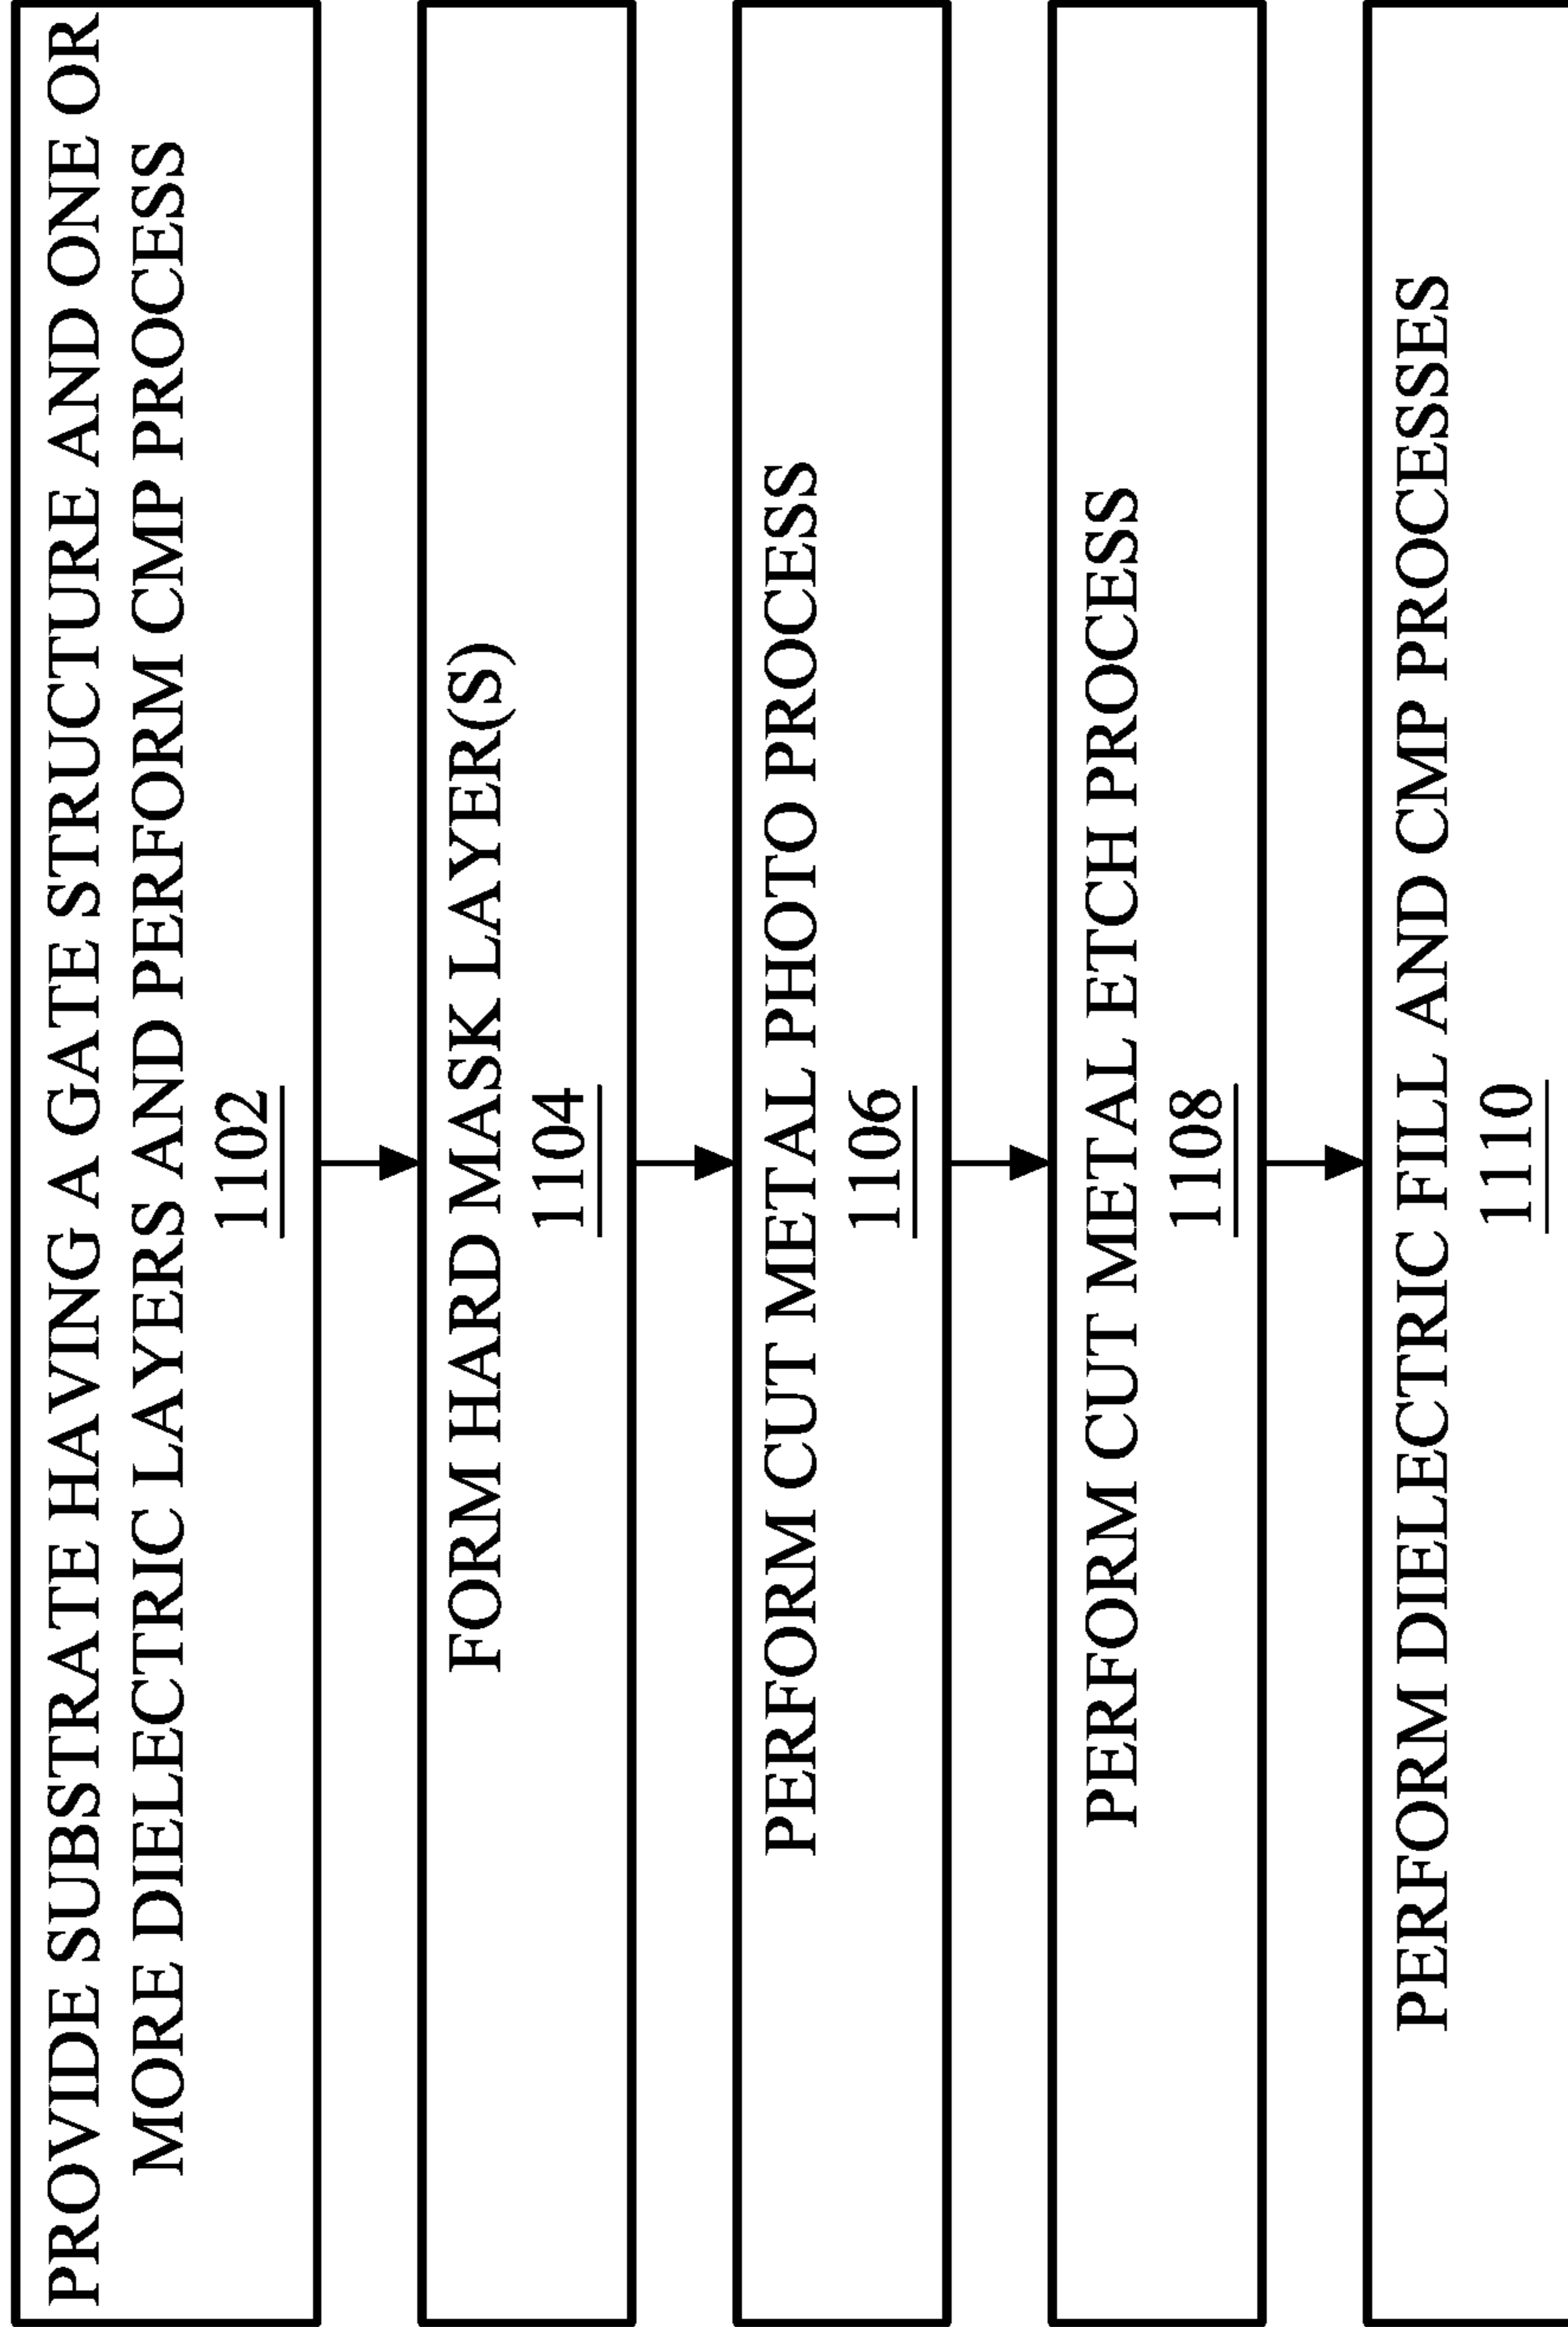 PROVIDE SUBSTRATE HAVING A GATE STRUCTURE AND ONE OR
MORE DIELECTRIC LAYERS AND PERFORM CMP PROCESS
1102
FORM HARD MASK LAYER(S)
1104
PERFORM CUT METAL PHOTO PROCESS
1106
PERFORM CUT METAL ETCH PROCESS
1108
PERFORM DIELECTRIC FILL AND CMP PROCESSES
1110